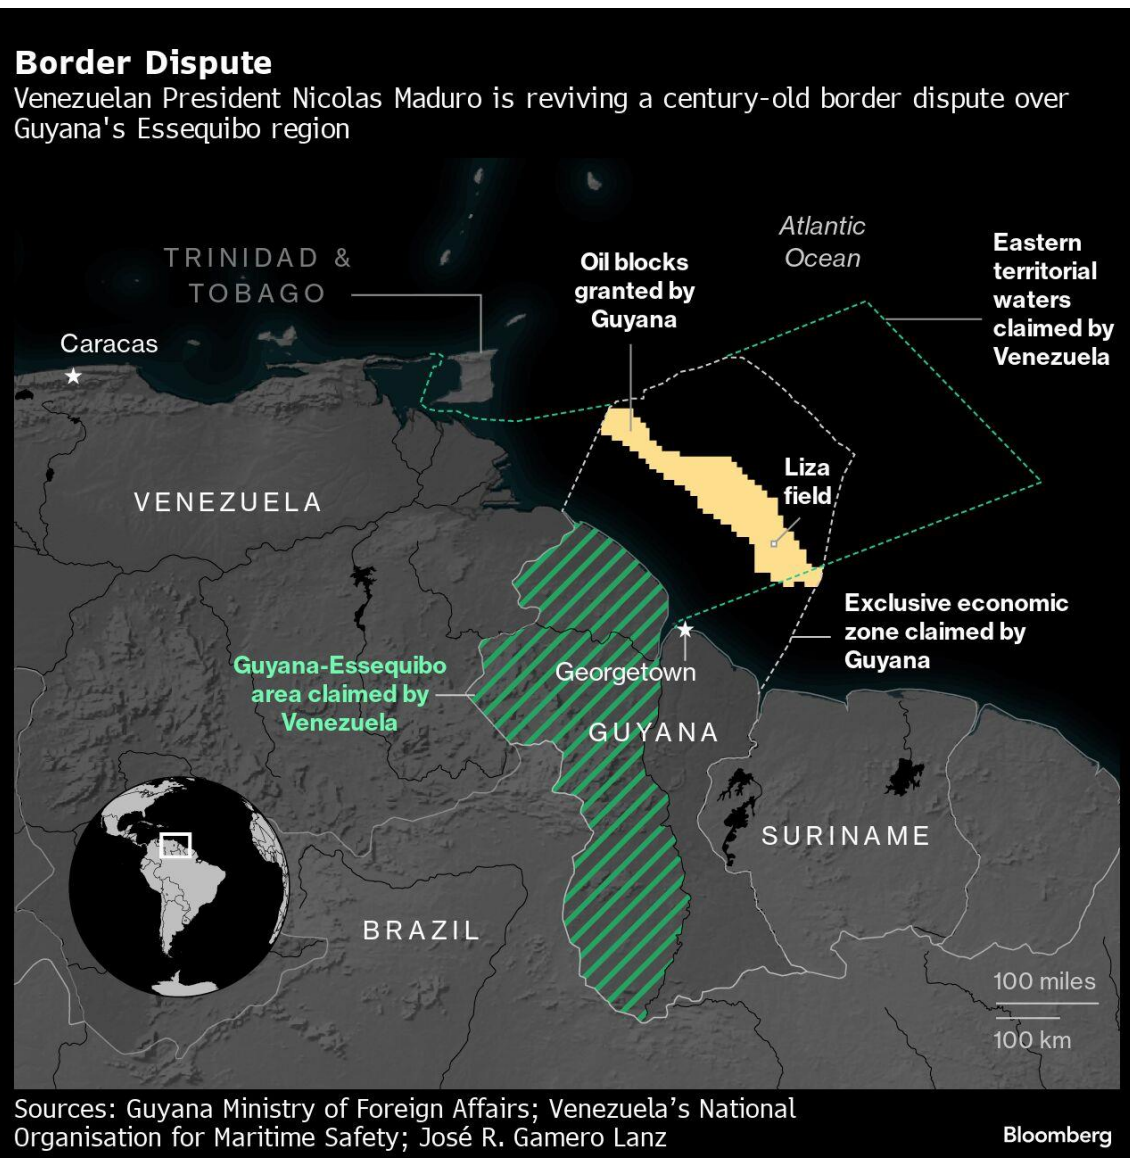 Border Dispute
Venezuelan President Nicolas Maduro is reviving a century-old border dispute over
Guyana's Essequibo region
Atlantic
Ocean
Eastern
territorial
waters
claimed by
Venezuela
Oil blocks
granted by
Guyana
TRINIDAD &
TOBAGO
Caracas
Liza
field
VENEZUELA
Exclusive economic
zone claimed by
Guyana
Guyana-Essequibo
area claimed by
Venezuela
Georgetown
GUYANA
SURINAME
BRAZIL
100 miles
100 km
Sources: Guyana Ministry of Foreign Affairs; Venezuela’s National
Organisation for Maritime Safety; José R. Gamero Lanz
Bloomberg